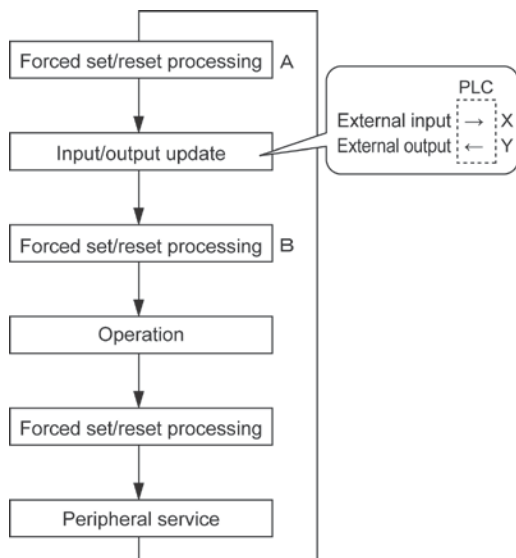 Forced set/reset processing A
PLC
External input → X
External output ← Y
Input/output update
Forced set/reset processing B
Operation
Forced set/reset processing
Peripheral service